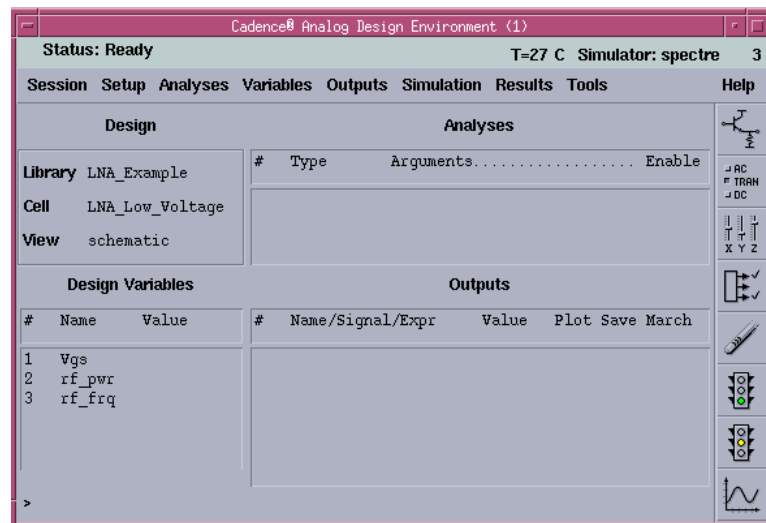 Cadence® Analog Design Environment (1)
Status: Ready T=27 C Simulator: spectre 3
Session Setup Analyses Variables Outputs Simulation Results Tools Help
Design
Library LNA_Example
Cell LNA_Low_Voltage
View schematic
Analyses
# Type Arguments.................. Enable
Design Variables
# Name Value
1 Vgs
2 rf_pwr
3 rf_frq
Outputs
# Name/Signal/Expr Value Plot Save March
>
AC
TRAN
DC
X Y Z